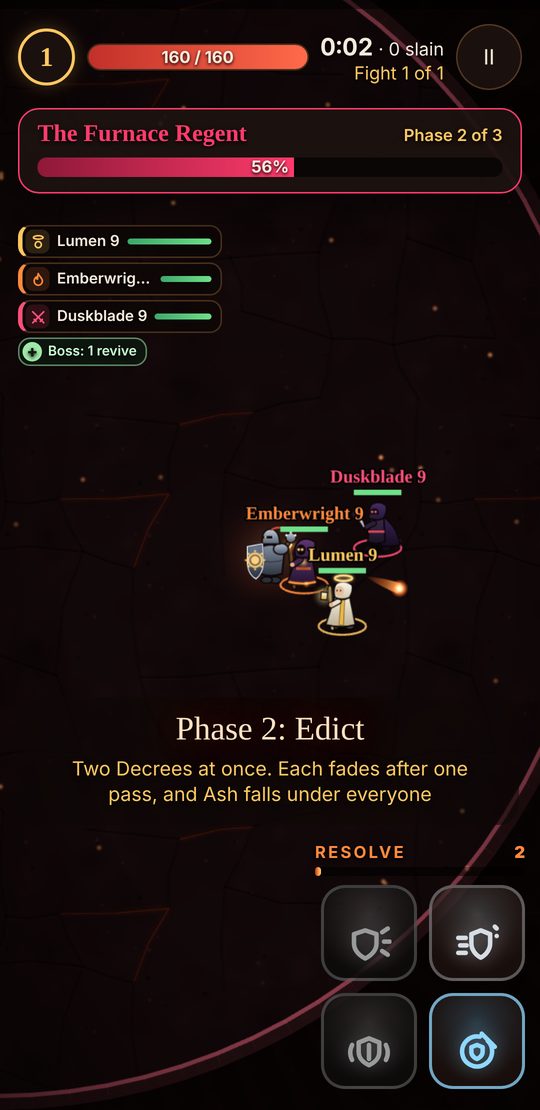 1
160 / 160
0:02 · 0 slain
Fight 1 of 1
The Furnace Regent
Phase 2 of 3
56%
Lumen 9
Emberwrig...
Duskblade 9
Boss: 1 revive
Duskblade 9
Emberwright 9
Lumen 9
Phase 2: Edict
Two Decrees at once. Each fades after one
pass, and Ash falls under everyone
RESOLVE 2